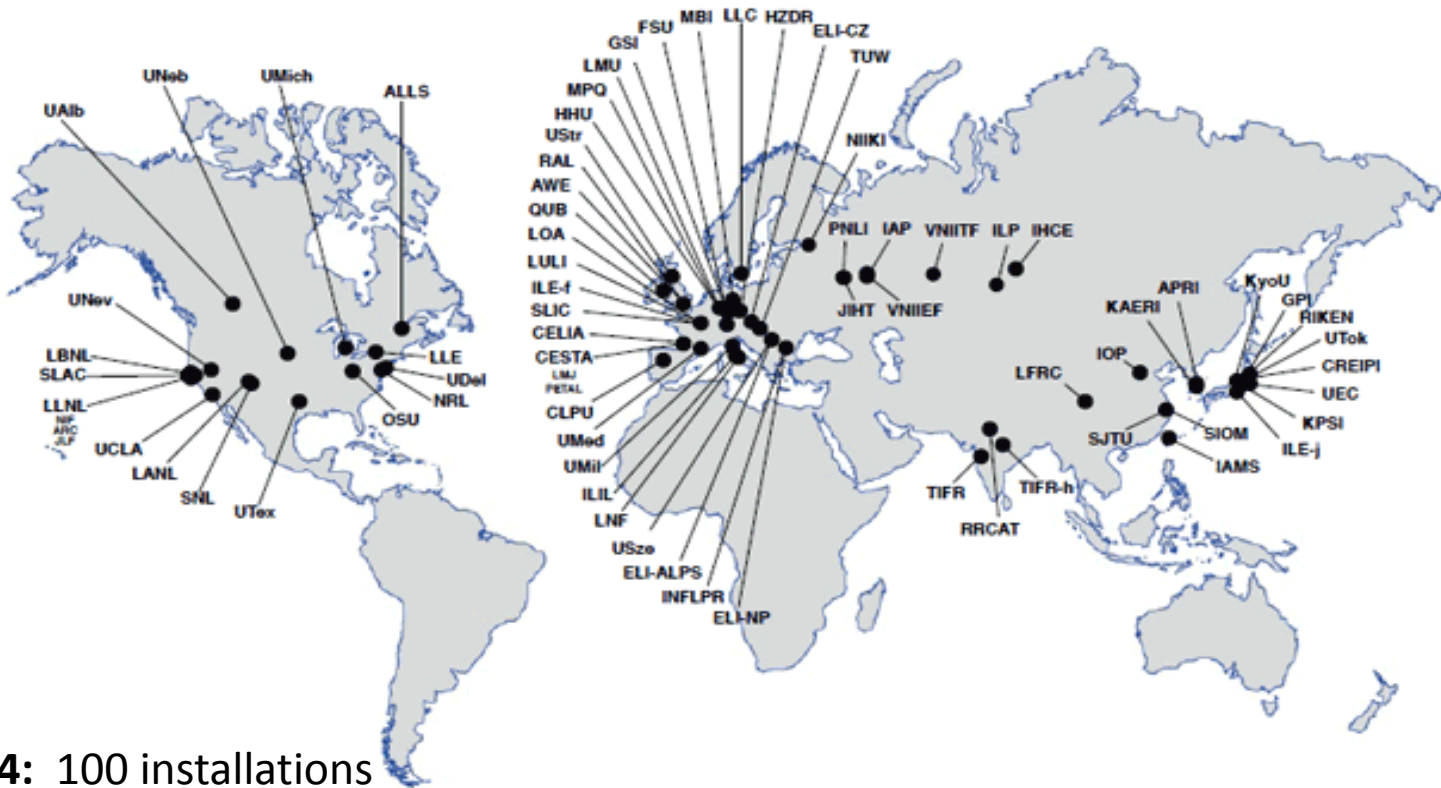 UNeb
UMich
ALLS
UAlb
UNev
LBNL
SLAC
LLNL
NIF
ARC
JLF
UCLA
LANL
SNL
UTex
OSU
NRL
UDel
LLE
TUW
ELI-CZ
HZDR
LLC
MBI
FSU
GSI
LMU
MPQ
HHU
UStr
RAL
AWE
QUB
LOA
LULI
ILE-f
SLIC
CELIA
CESTA
LMJ
PETAL
CLPU
UMed
UMil
ILIL
LNF
USze
ELI-ALPS
INFLPR
ELI-NP
NIIKI
PNLI
IAP
VNIITF
ILP
IHCE
JIHT
VNIIEF
KAERI
APRI
KyoU
GPI
RIKEN
UTok
CREIPI
UEC
KPSI
ILE-j
IOP
LFRC
SJTU
SIOM
IAMS
TIFR
TIFR-h
RRCAT
4: 100 installations